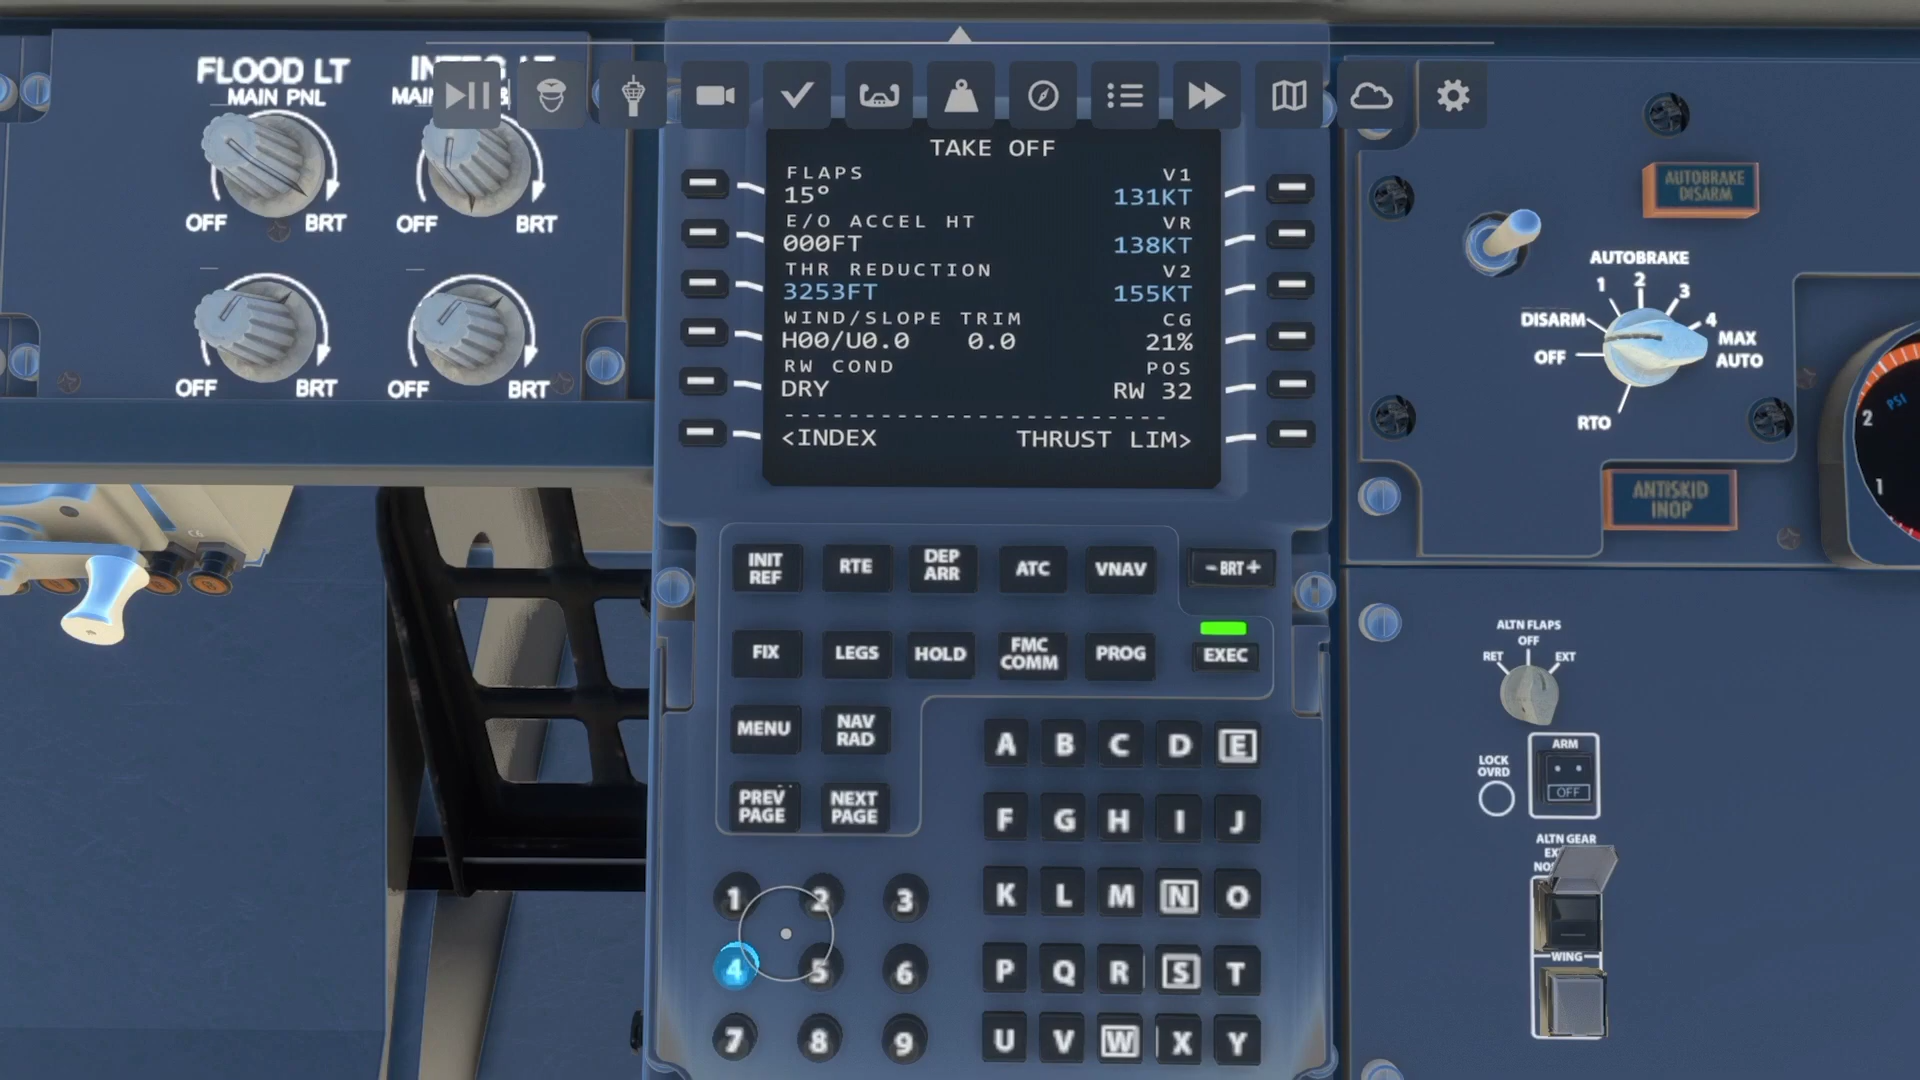 FLOOD LT
MAIN PNL
OFF BRT
OFF BRT
OFF BRT
OFF BRT
TAKE OFF
FLAPS V1
15° 131KT
E/O ACCEL HT VR
000FT 138KT
THR REDUCTION V2
3253FT 155KT
WIND/SLOPE TRIM CG
H00/U0.0 0.0 21%
RW COND POS
DRY RW 32
<INDEX THRUST LIM>
INIT REF
RTE
DEP ARR
ATC
VNAV
- BRT +
FIX
LEGS
HOLD
FMC COMM
PROG
EXEC
MENU
NAV RAD
PREV PAGE
NEXT PAGE
A B C D E
F G H I J
K L M N O
P Q R S T
U V W X Y
1 2 3
4 5 6
7 8 9
AUTOBRAKE
DISARM
AUTOBRAKE
1 2 3 4
DISARM
OFF
MAX
AUTO
RTO
ANTISKID
INOP
PSI
2
1
ALTN FLAPS
OFF
RET EXT
ARM
LOCK
OVRD
OFF
ALTN GEAR
WING